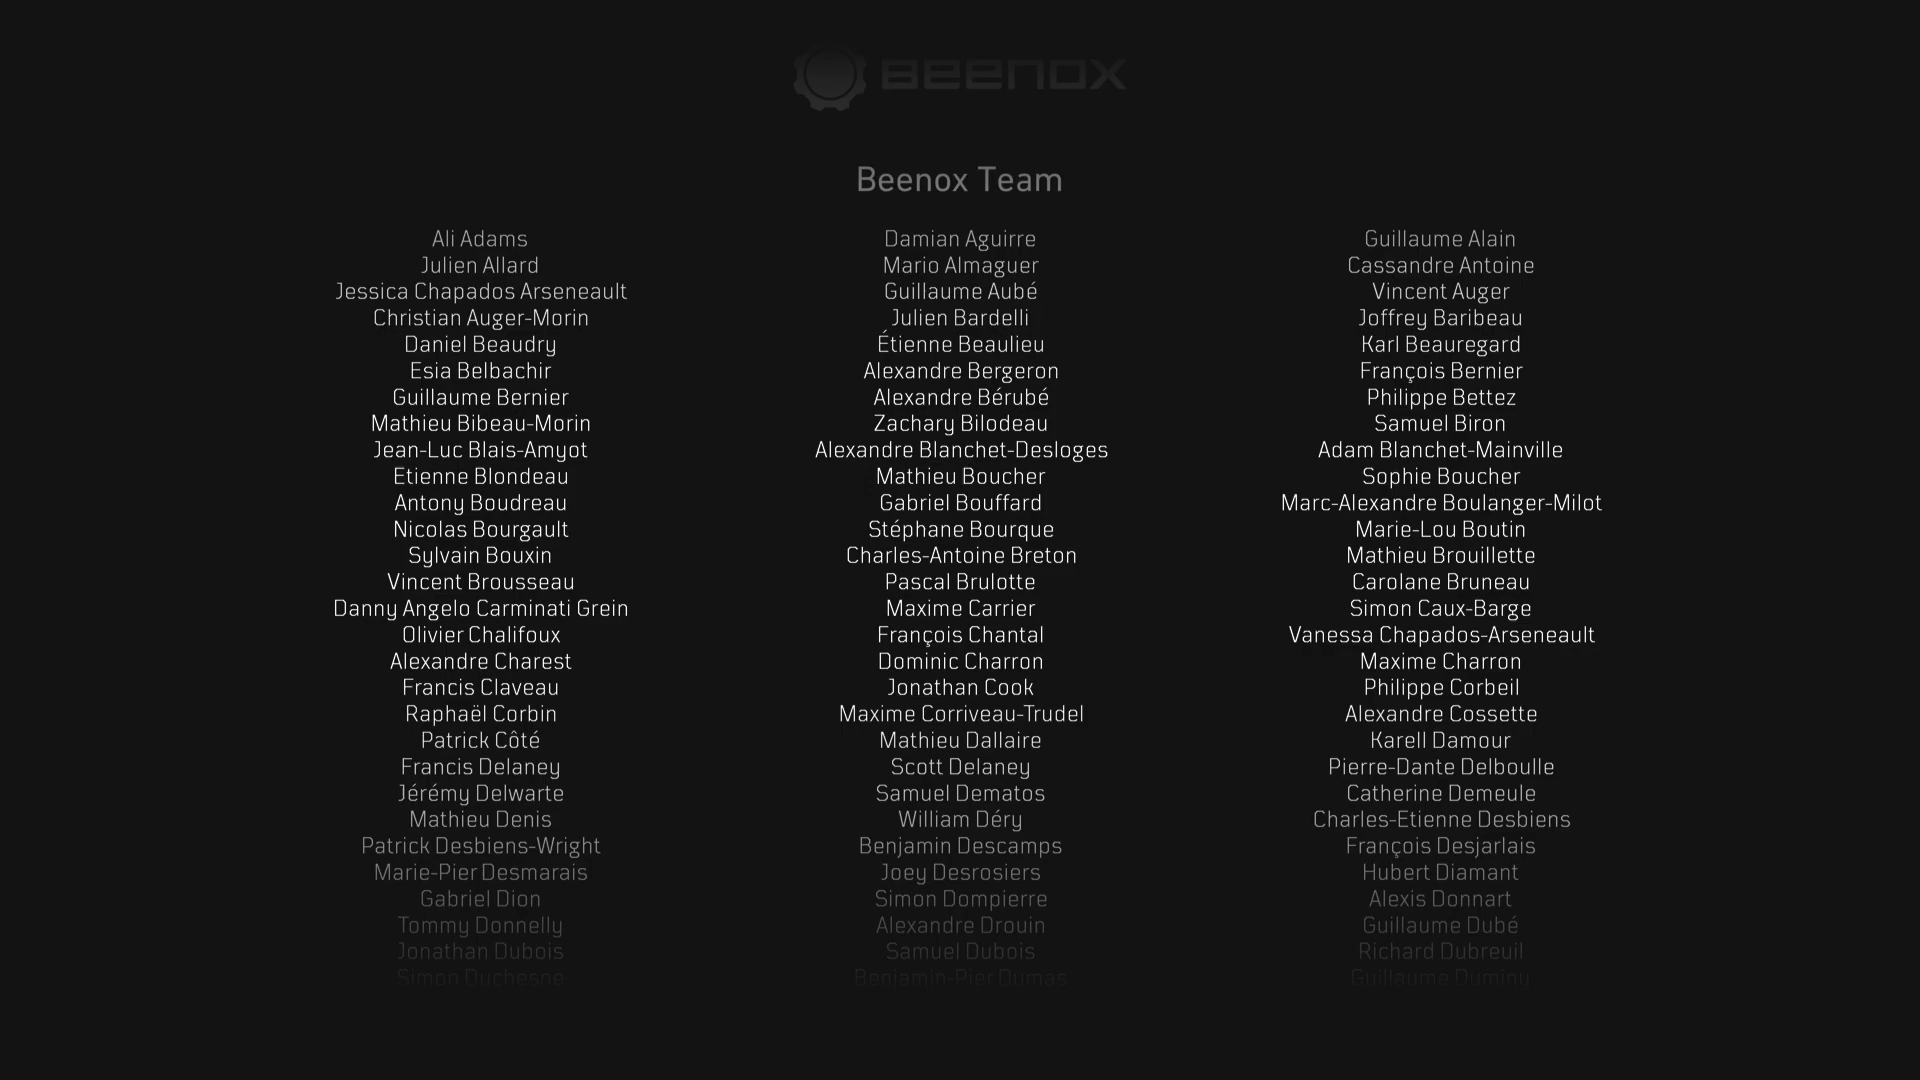 BEENOX
Beenox Team
Ali Adams Damian Aguirre Guillaume Alain
Julien Allard Mario Almaguer Cassandre Antoine
Jessica Chapados Arseneault Guillaume Aubé Vincent Auger
Christian Auger-Morin Julien Bardelli Joffrey Baribeau
Daniel Beaudry Étienne Beaulieu Karl Beauregard
Esia Belbachir Alexandre Bergeron François Bernier
Guillaume Bernier Alexandre Bérubé Philippe Bettez
Mathieu Bibeau-Morin Zachary Bilodeau Samuel Biron
Jean-Luc Blais-Amyot Alexandre Blanchet-Desloges Adam Blanchet-Mainville
Etienne Blondeau Mathieu Boucher Sophie Boucher
Antony Boudreau Gabriel Bouffard Marc-Alexandre Boulanger-Milot
Nicolas Bourgault Stéphane Bourque Marie-Lou Boutin
Sylvain Bouxin Charles-Antoine Breton Mathieu Brouillette
Vincent Brousseau Pascal Brulotte Carolane Bruneau
Danny Angelo Carminati Grein Maxime Carrier Simon Caux-Barge
Olivier Chalifoux François Chantal Vanessa Chapados-Arseneault
Alexandre Charest Dominic Charron Maxime Charron
Francis Claveau Jonathan Cook Philippe Corbeil
Raphaël Corbin Maxime Corriveau-Trudel Alexandre Cossette
Patrick Côté Mathieu Dallaire Karell Damour
Francis Delaney Scott Delaney Pierre-Dante Delboulle
Jérémy Delwarte Samuel Dematos Catherine Demeule
Mathieu Denis William Déry Charles-Etienne Desbiens
Patrick Desbiens-Wright Benjamin Descamps François Desjarlais
Marie-Pier Desmarais Joey Desrosiers Hubert Diamant
Gabriel Dion Simon Dompierre Alexis Donnart
Tommy Donnelly Alexandre Drouin Guillaume Dubé
Jonathan Dubois Samuel Dubois Richard Dubreuil
Simon Duchesne Benjamin-Pier Dumas Guillaume Duminy